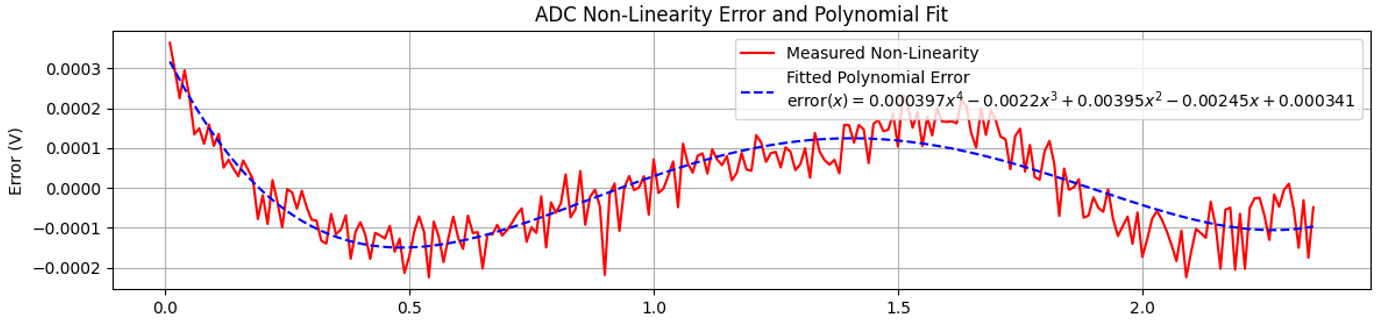 ADC Non-Linearity Error and Polynomial Fit
Error (V)
0.0003
0.0002
0.0001
0.0000
−0.0001
−0.0002
Measured Non-Linearity
Fitted Polynomial Error
error(x) = 0.000397x⁴ − 0.0022x³ + 0.00395x² − 0.00245x + 0.000341
0.0 0.5 1.0 1.5 2.0